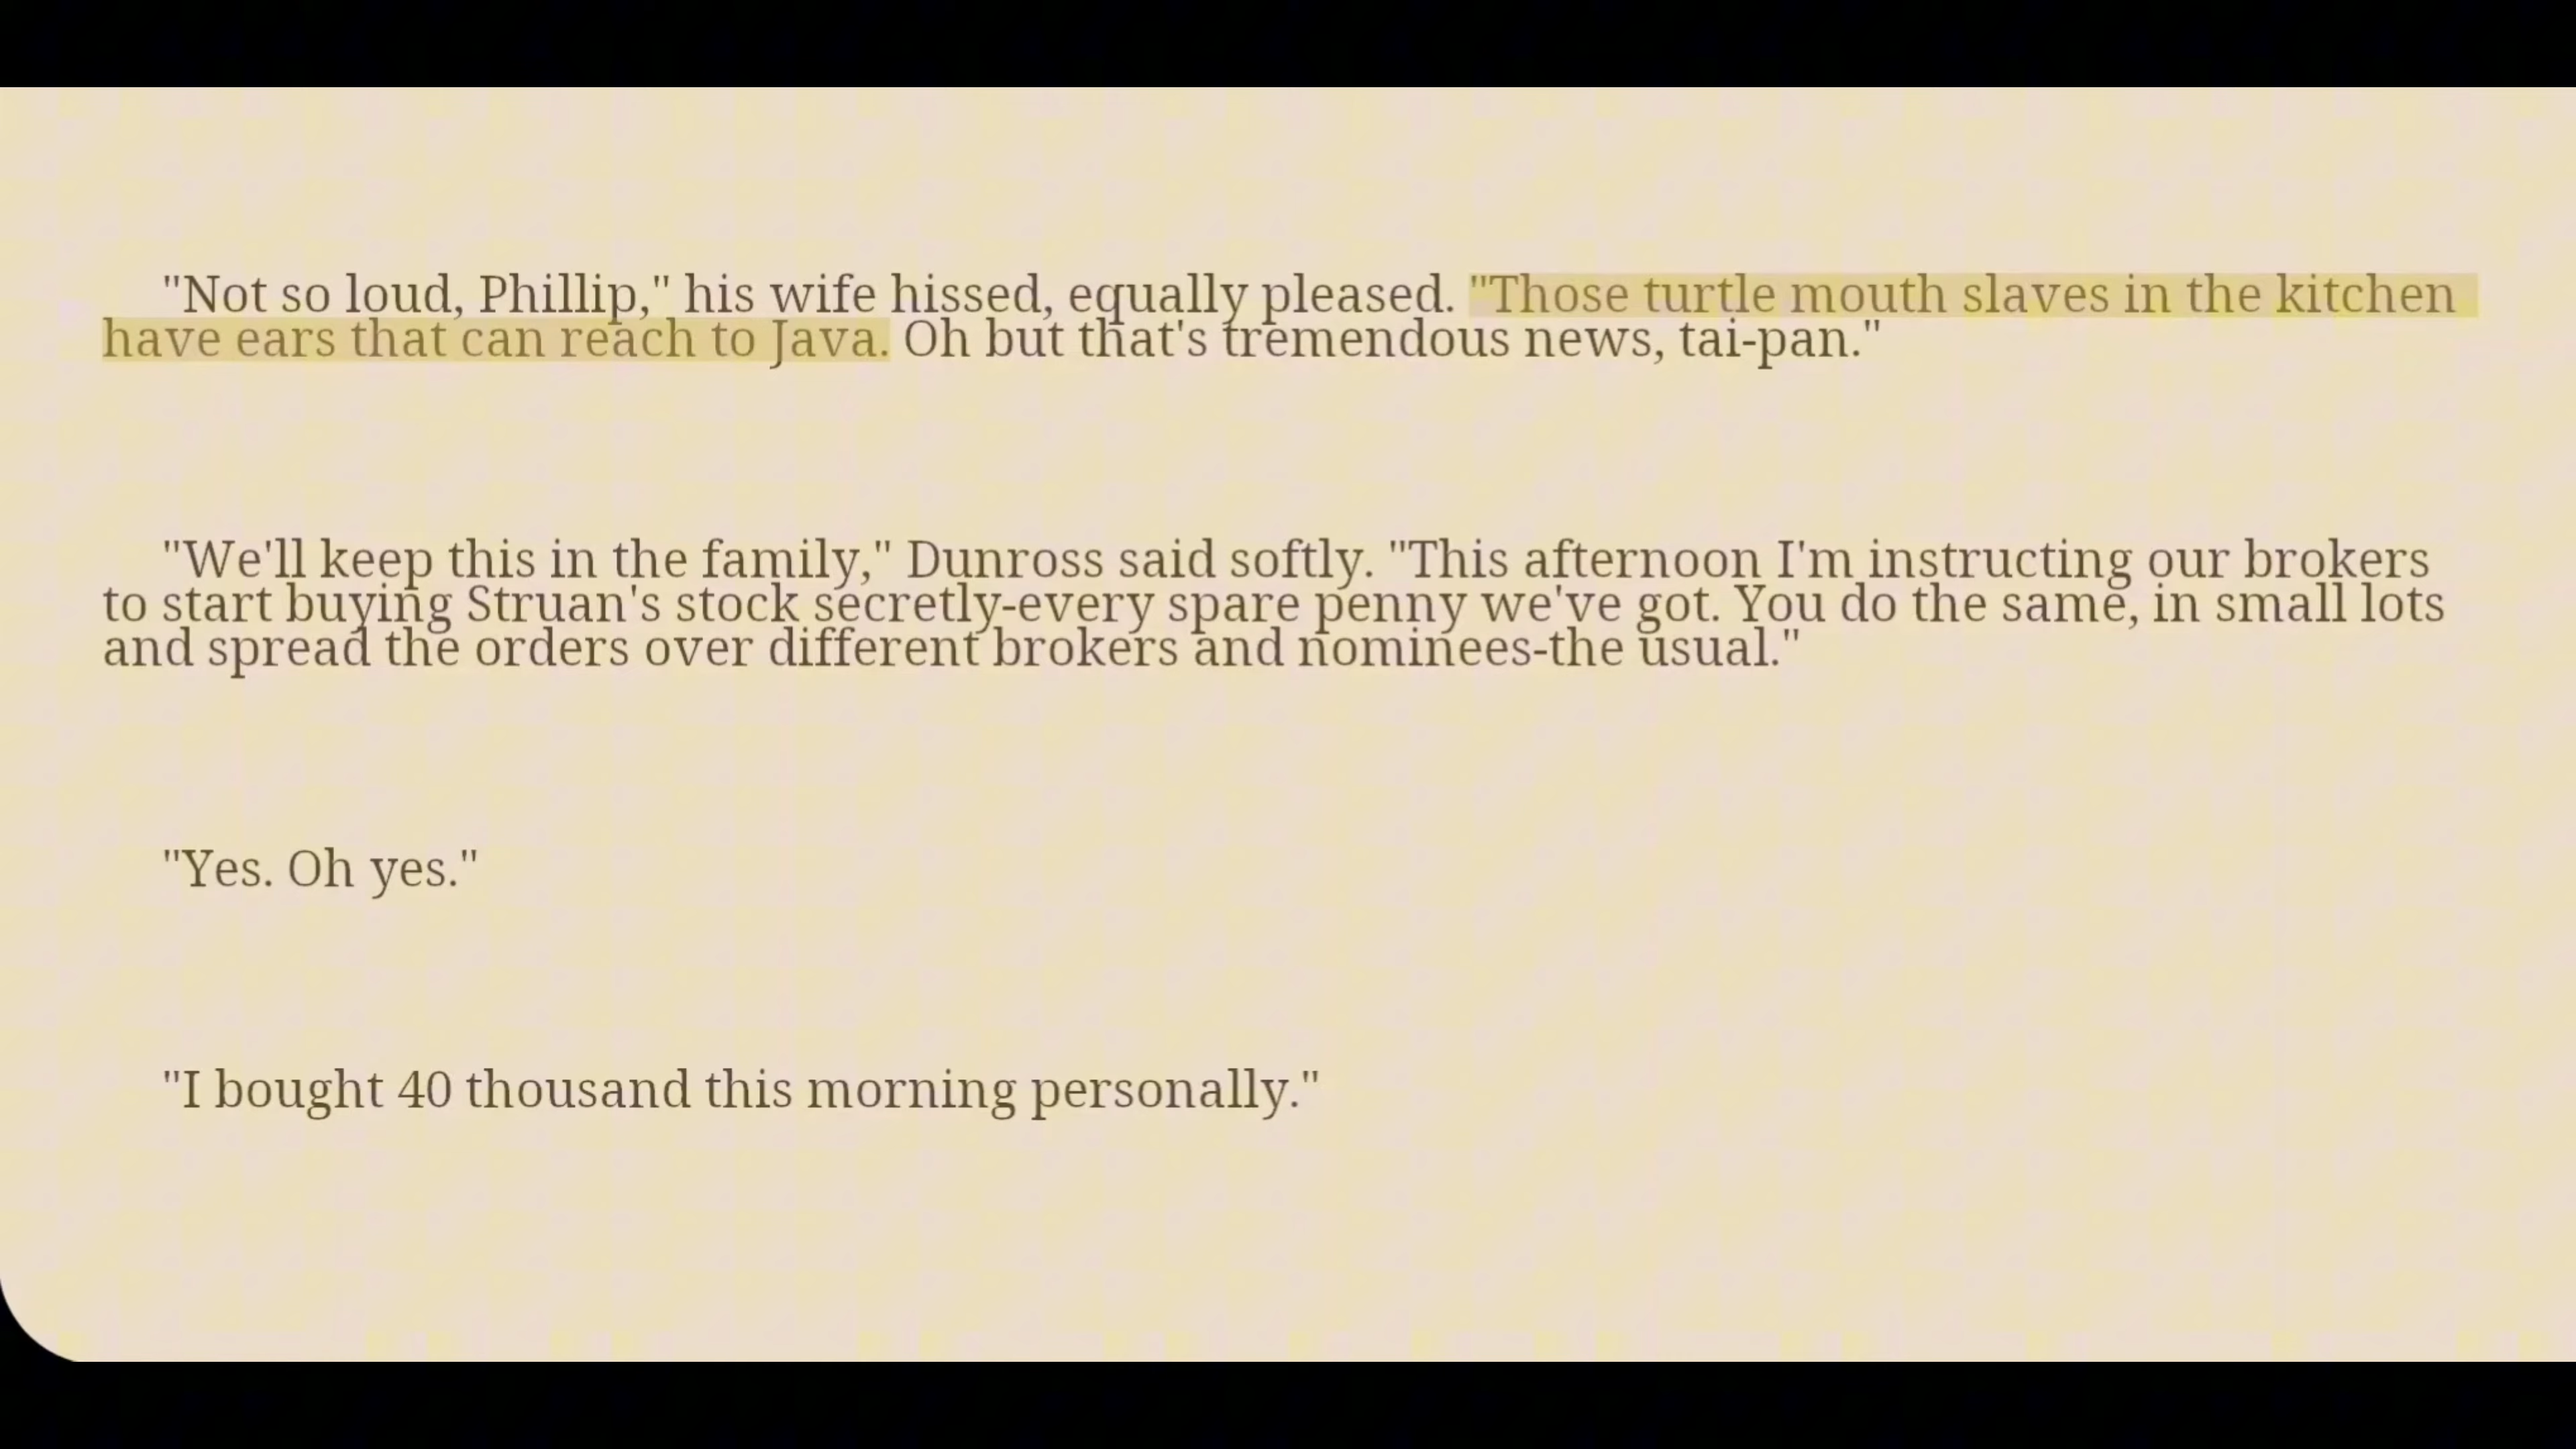 "Not so loud, Phillip," his wife hissed, equally pleased. "Those turtle mouth slaves in the kitchen
have ears that can reach to Java. Oh but that's tremendous news, tai-pan."
"We'll keep this in the family," Dunross said softly. "This afternoon I'm instructing our brokers
to start buying Struan's stock secretly-every spare penny we've got. You do the same, in small lots
and spread the orders over different brokers and nominees-the usual."
"Yes. Oh yes."
"I bought 40 thousand this morning personally."